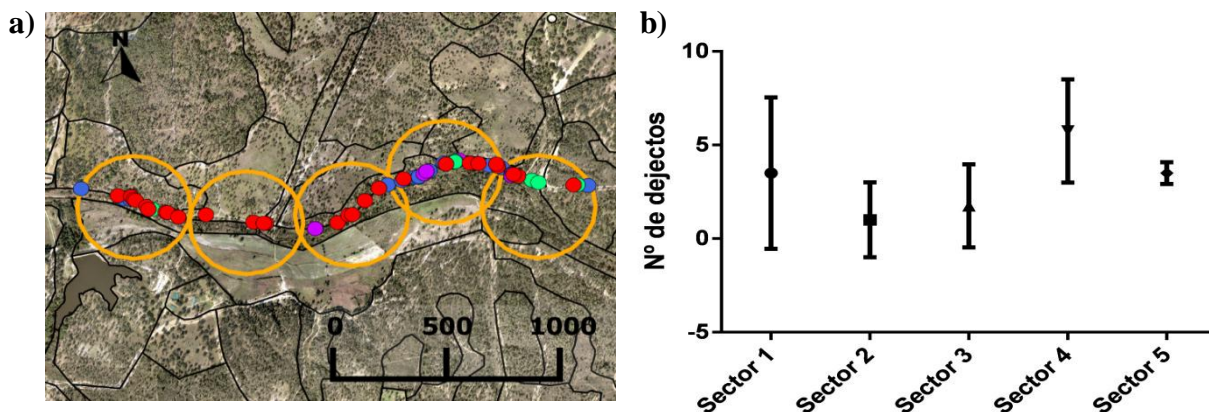 a)
N
0 500 1000
b)
Nº de dejectos
10
5
0
-5
Sector 1
Sector 2
Sector 3
Sector 4
Sector 5